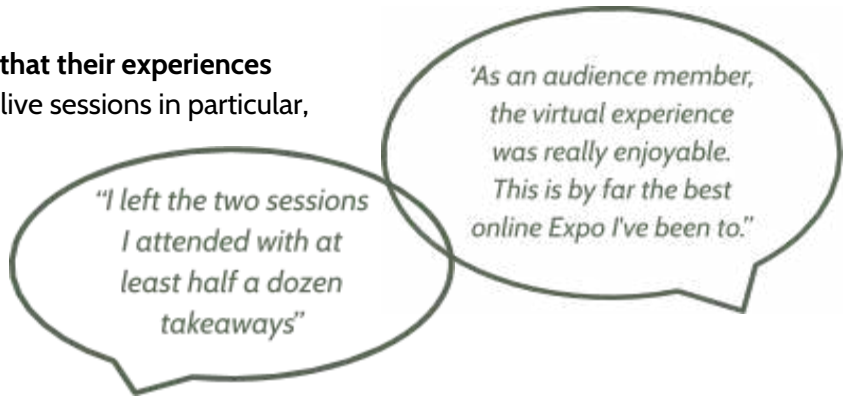 that their experiences
live sessions in particular,
'As an audience member,
the virtual experience
was really enjoyable.
This is by far the best
online Expo I've been to."
“I left the two sessions
I attended with at
least half a dozen
takeaways”